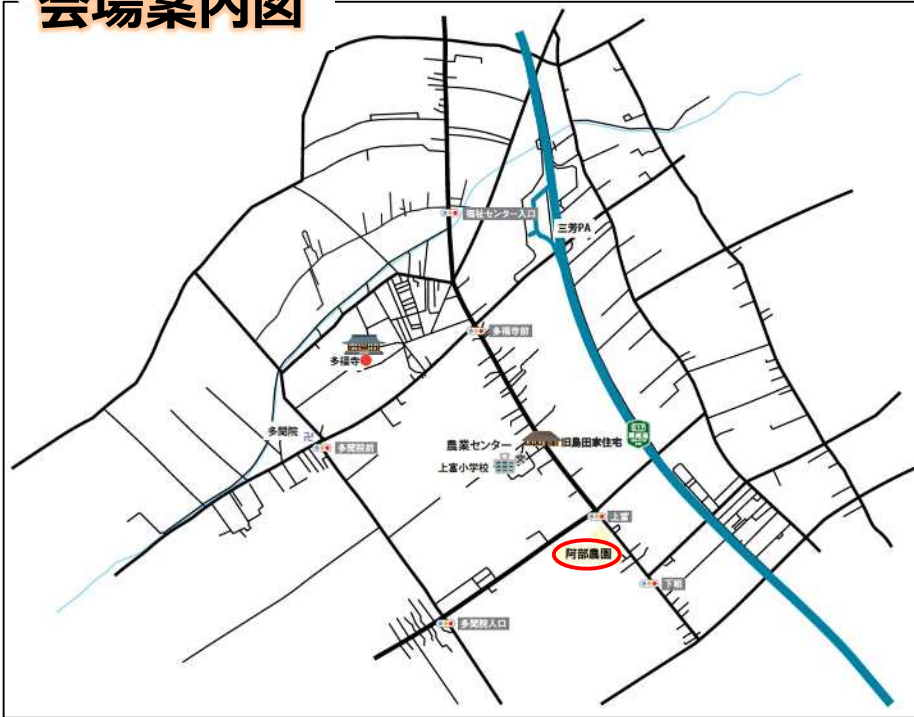 会場案内図
福祉センター入口
三芳PA
多福寺前
多福寺
多聞院
多聞院前
農業センター
旧島田家住宅
上富小学校
上富
阿部農園
下組
多聞院入口